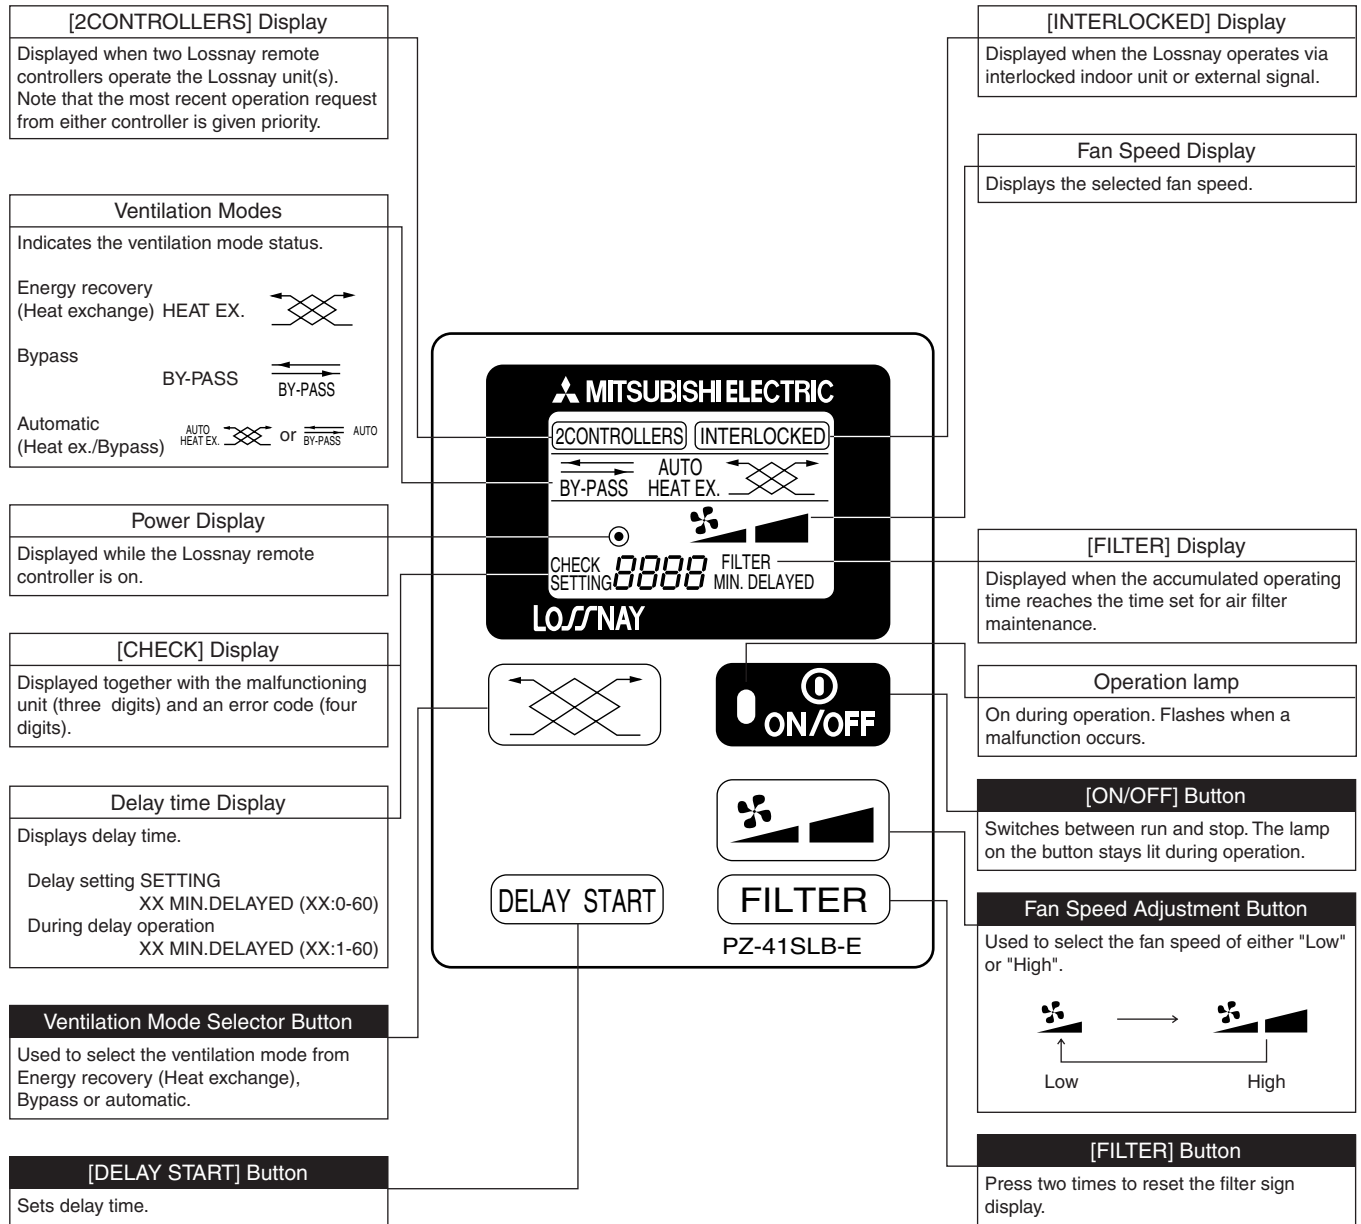 [2CONTROLLERS] Display
Displayed when two Lossnay remote
controllers operate the Lossnay unit(s).
Note that the most recent operation request
from either controller is given priority.
Ventilation Modes
Indicates the ventilation mode status.
Energy recovery
(Heat exchange) HEAT EX.
Bypass
BY-PASS
BY-PASS
Automatic
(Heat ex./Bypass) AUTO HEAT EX. or BY-PASS AUTO
Power Display
Displayed while the Lossnay remote
controller is on.
[CHECK] Display
Displayed together with the malfunctioning
unit (three digits) and an error code (four
digits).
Delay time Display
Displays delay time.
Delay setting SETTING
XX MIN.DELAYED (XX:0-60)
During delay operation
XX MIN.DELAYED (XX:1-60)
Ventilation Mode Selector Button
Used to select the ventilation mode from
Energy recovery (Heat exchange),
Bypass or automatic.
[DELAY START] Button
Sets delay time.
MITSUBISHI ELECTRIC
2CONTROLLERS INTERLOCKED
BY-PASS AUTO HEAT EX.
CHECK
SETTING 8888 FILTER
MIN. DELAYED
LOSSNAY
ON/OFF
DELAY START
FILTER
PZ-41SLB-E
[INTERLOCKED] Display
Displayed when the Lossnay operates via
interlocked indoor unit or external signal.
Fan Speed Display
Displays the selected fan speed.
[FILTER] Display
Displayed when the accumulated operating
time reaches the time set for air filter
maintenance.
Operation lamp
On during operation. Flashes when a
malfunction occurs.
[ON/OFF] Button
Switches between run and stop. The lamp
on the button stays lit during operation.
Fan Speed Adjustment Button
Used to select the fan speed of either "Low"
or "High".
Low High
[FILTER] Button
Press two times to reset the filter sign
display.